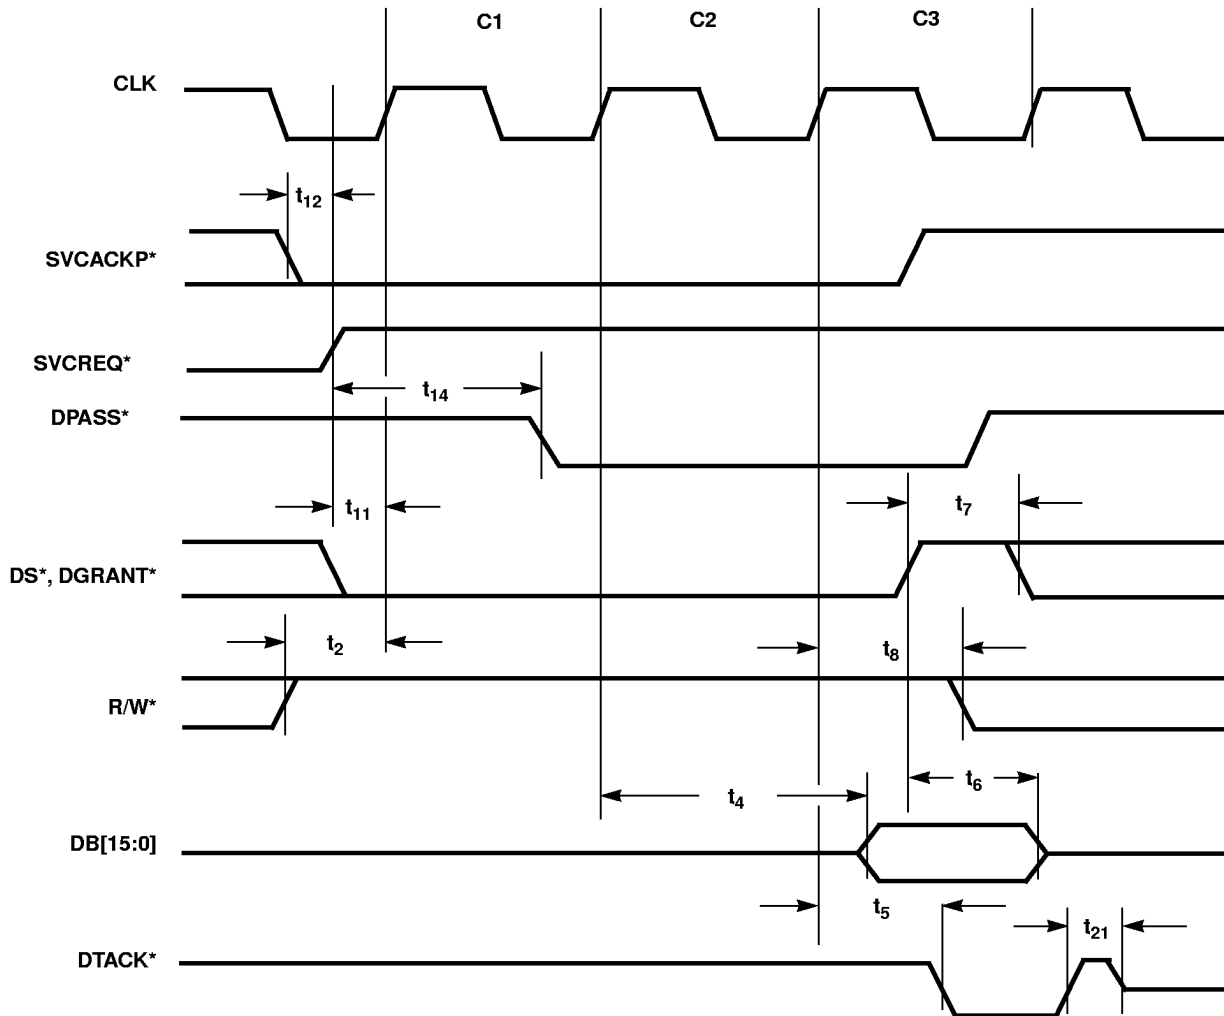 C1 C2 C3
CLK
t12
SVCACKP*
SVCREQ*
t14
DPASS*
t11
t7
DS*, DGRANT*
t2
t8
R/W*
t6
t4
DB[15:0]
t5
t21
DTACK*